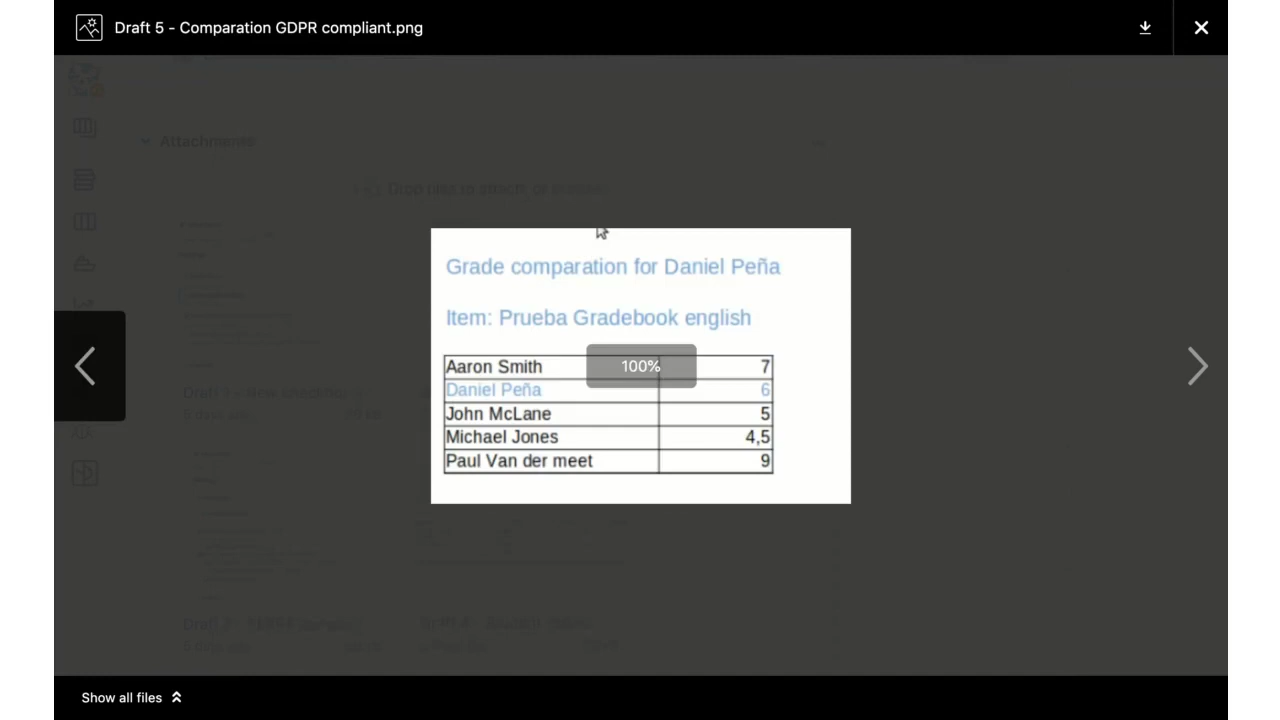 Draft 5 - Comparation GDPR compliant.png
Attachments
Grade comparation for Daniel Peña
Item: Prueba Gradebook english
100%
Aaron Smith 7
Daniel Peña 6
John McLane 5
Michael Jones 4,5
Paul Van der meet 9
Show all files